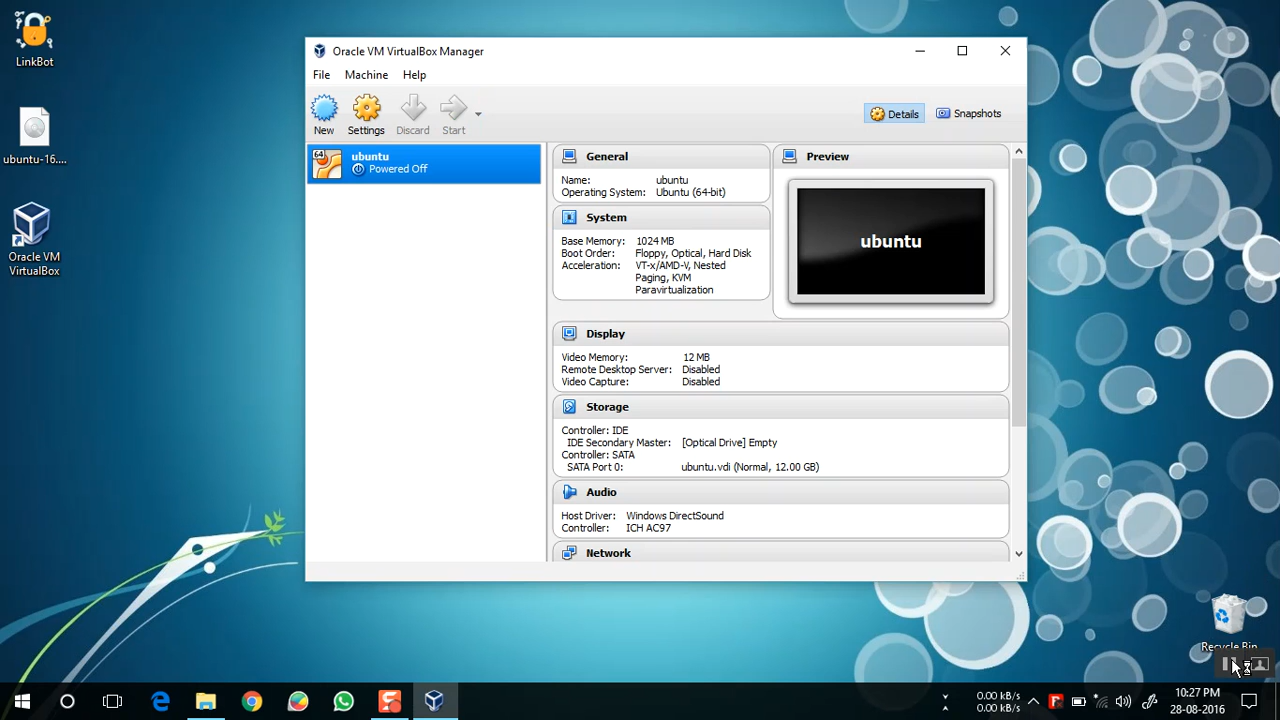 LinkBot
ubuntu-16....
Oracle VM
VirtualBox
Oracle VM VirtualBox Manager
File Machine Help
New Settings Discard Start
Details Snapshots
64 ubuntu
Powered Off
General
Name: ubuntu
Operating System: Ubuntu (64-bit)
System
Base Memory: 1024 MB
Boot Order: Floppy, Optical, Hard Disk
Acceleration: VT-x/AMD-V, Nested
Paging, KVM
Paravirtualization
Preview
ubuntu
Display
Video Memory: 12 MB
Remote Desktop Server: Disabled
Video Capture: Disabled
Storage
Controller: IDE
IDE Secondary Master: [Optical Drive] Empty
Controller: SATA
SATA Port 0: ubuntu.vdi (Normal, 12.00 GB)
Audio
Host Driver: Windows DirectSound
Controller: ICH AC97
Network
Recycle Bin
0.00 kB/s
0.00 kB/s
10:27 PM
28-08-2016